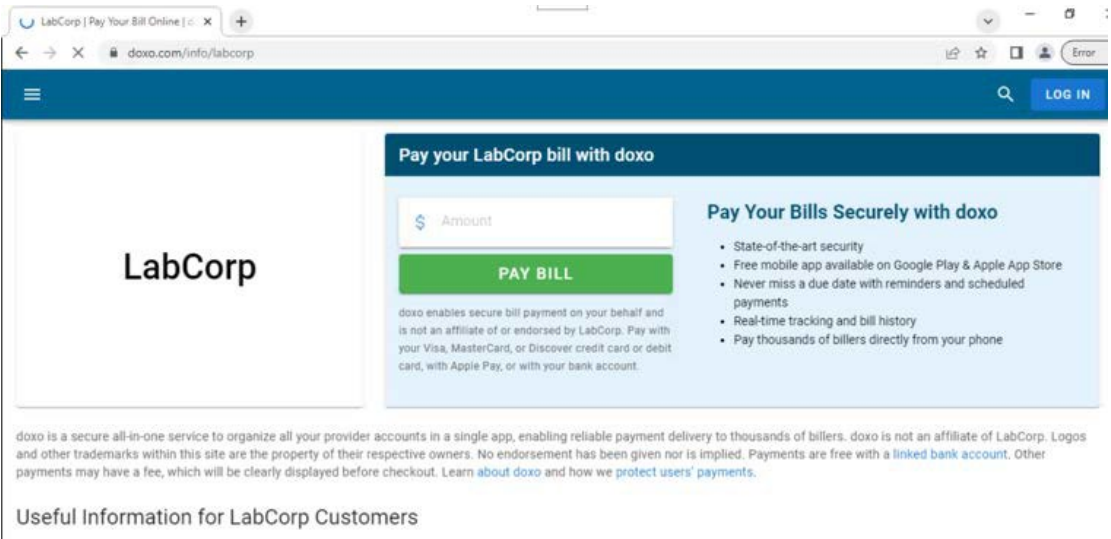 LabCorp | Pay Your Bill Online | d
doxo.com/info/labcorp
Error
LOG IN
LabCorp
Pay your LabCorp bill with doxo
$ Amount
PAY BILL
doxo enables secure bill payment on your behalf and
is not an affiliate of or endorsed by LabCorp. Pay with
your Visa, MasterCard, or Discover credit card or debit
card, with Apple Pay, or with your bank account.
Pay Your Bills Securely with doxo
• State-of-the-art security
• Free mobile app available on Google Play & Apple App Store
• Never miss a due date with reminders and scheduled
payments
• Real-time tracking and bill history
• Pay thousands of billers directly from your phone
doxo is a secure all-in-one service to organize all your provider accounts in a single app, enabling reliable payment delivery to thousands of billers. doxo is not an affiliate of LabCorp. Logos
and other trademarks within this site are the property of their respective owners. No endorsement has been given nor is implied. Payments are free with a linked bank account. Other
payments may have a fee, which will be clearly displayed before checkout. Learn about doxo and how we protect users' payments.
Useful Information for LabCorp Customers